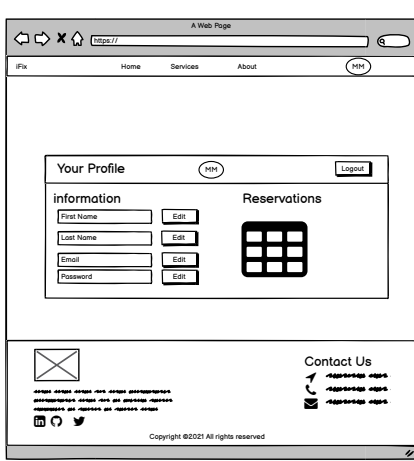 A Web Page
https://
iFix Home Services About MM
Your Profile MM Logout
information Reservations
First Name Edit
Last Name Edit
Email Edit
Password Edit
Contact Us
Copyright ©2021 All rights reserved